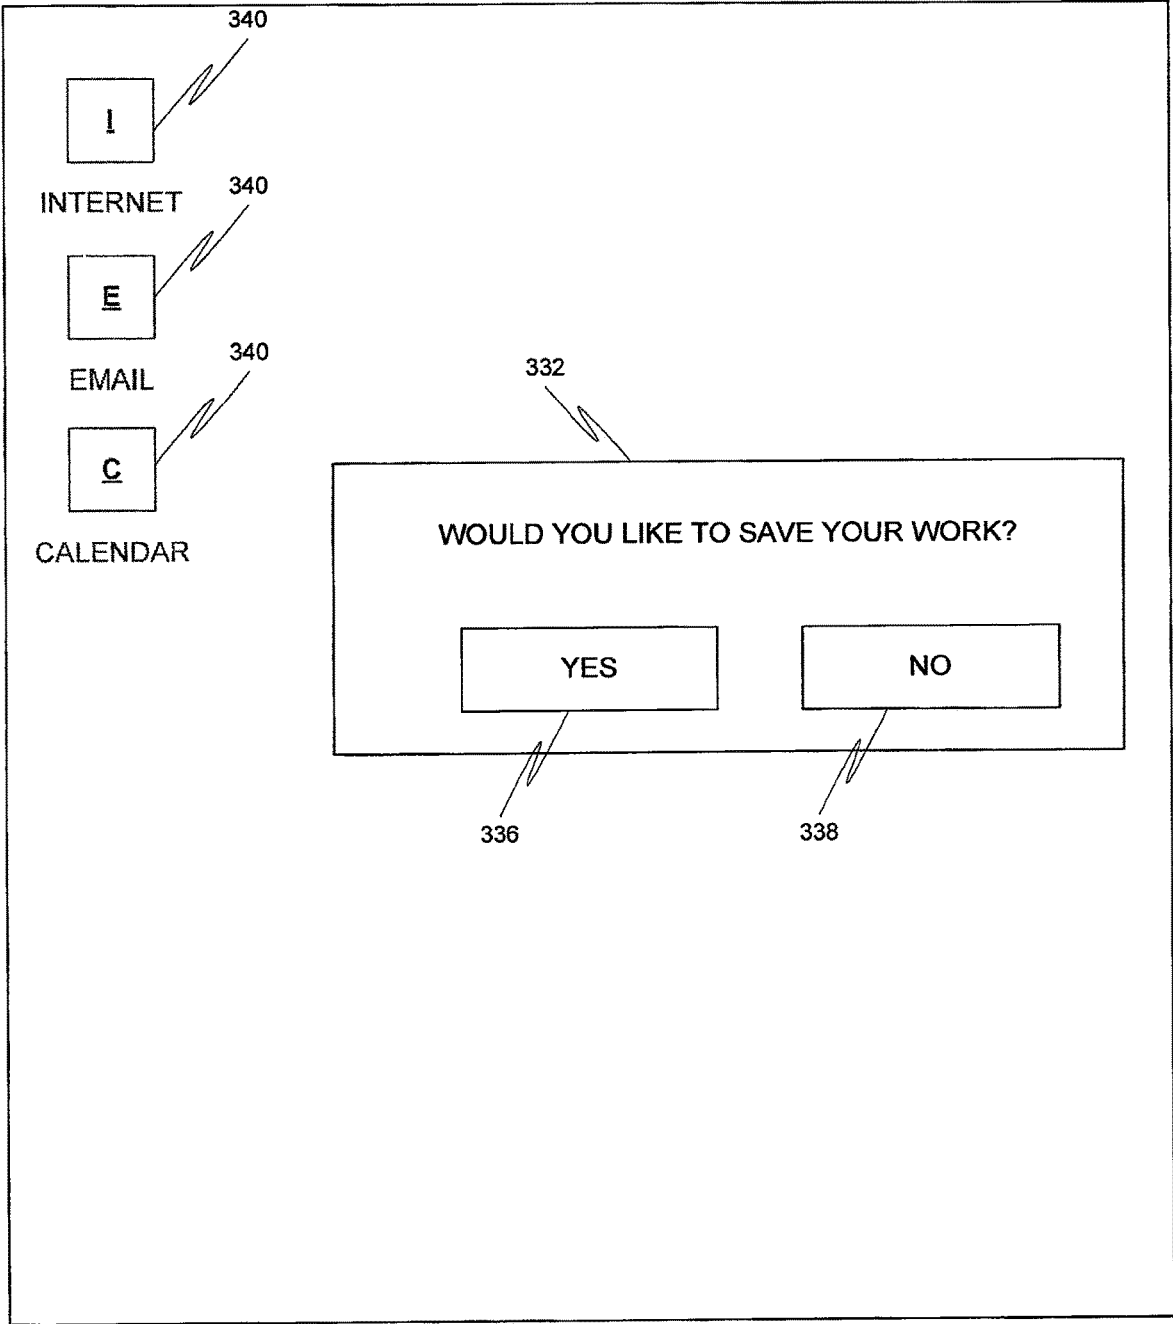 340
I
INTERNET
340
E
EMAIL
340
C
CALENDAR
332
WOULD YOU LIKE TO SAVE YOUR WORK?
YES
NO
336
338